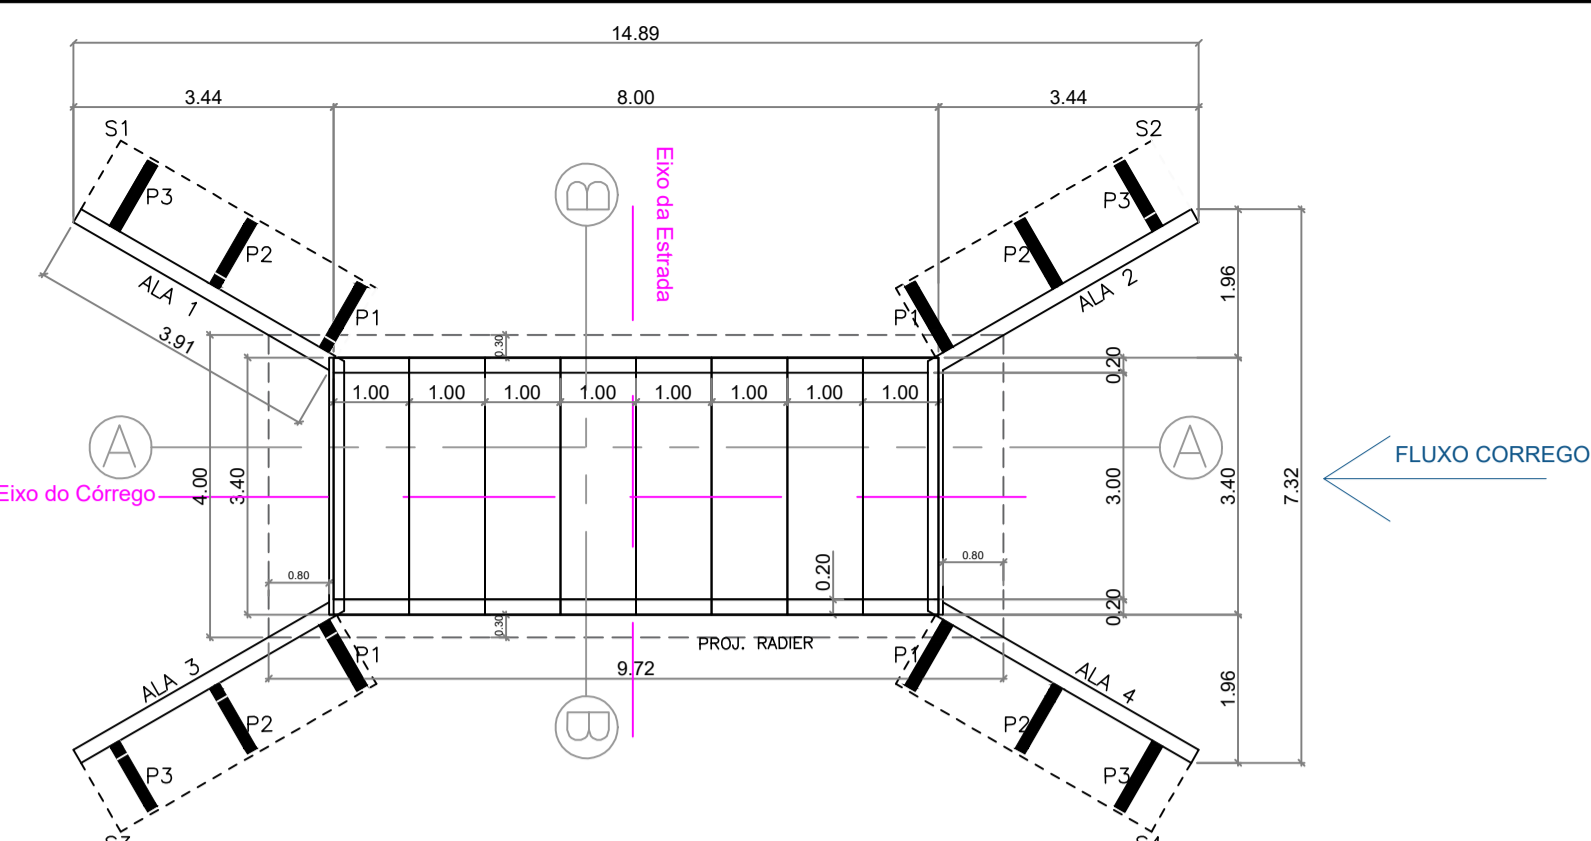 14.89
3.44
8.00
3.44
S1
S2
P3
P3
P2
P2
Eixo da Estrada
B
ALA 1
ALA 2
1.96
P1
P1
3.91
0.30
0.20
1.00 1.00 1.00 1.00 1.00 1.00 1.00 1.00
A
A
FLUXO CORREGO
Eixo do Córrego
4.00
3.40
3.00
3.40
7.32
0.80
0.80
0.20
0.20
0.30
PROJ. RADIER
P1
P1
9.72
ALA 3
ALA 4
1.96
P2
P2
B
P3
P3